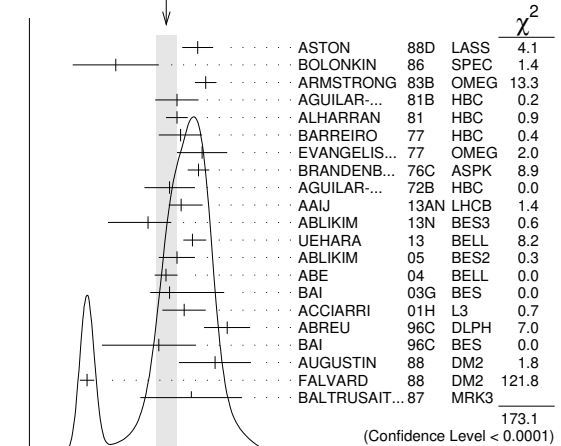 χ2
ASTON 88D LASS 4.1
BOLONKIN 86 SPEC 1.4
ARMSTRONG 83B OMEG 13.3
AGUILAR-... 81B HBC 0.2
ALHARRAN 81 HBC 0.9
BARREIRO 77 HBC 0.4
EVANGELIS... 77 OMEG 2.0
BRANDENB... 76C ASPK 8.9
AGUILAR-... 72B HBC 0.0
AAIJ 13AN LHCB 1.4
ABLIKIM 13N BES3 0.6
UEHARA 13 BELL 8.2
ABLIKIM 05 BES2 0.3
ABE 04 BELL 0.0
BAI 03G BES 0.0
ACCIARRI 01H L3 0.7
ABREU 96C DLPH 7.0
BAI 96C BES 0.0
AUGUSTIN 88 DM2 1.8
FALVARD 88 DM2 121.8
BALTRUSAIT... 87 MRK3
173.1
(Confidence Level < 0.0001)